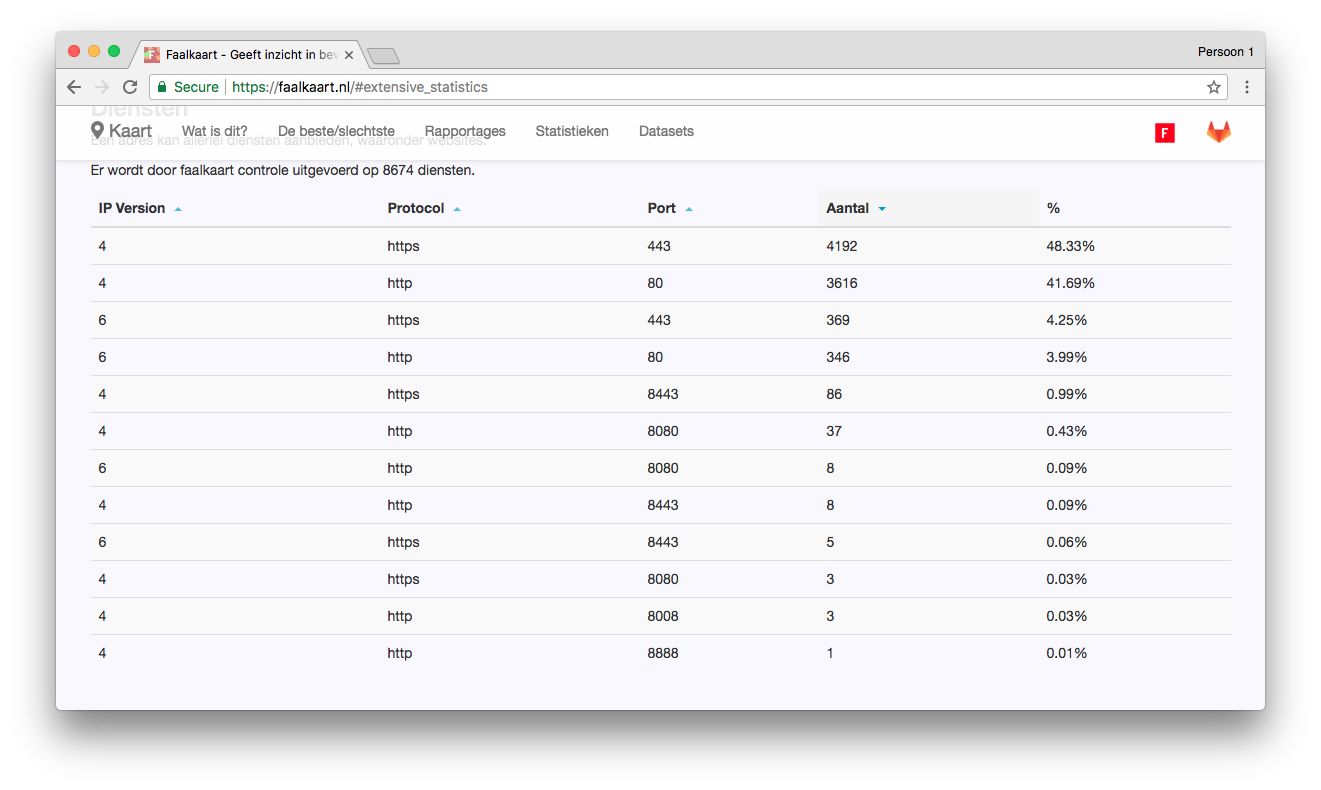 Faalkaart - Geeft inzicht in bev
Persoon 1
Secure https://faalkaart.nl/#extensive_statistics
Diensten
Kaart Wat is dit? De beste/slechtste Rapportages Statistieken Datasets F
Een adres kan allerlei diensten aanbieden, waaronder websites.
Er wordt door faalkaart controle uitgevoerd op 8674 diensten.
IP Version Protocol Port Aantal %
4 https 443 4192 48.33%
4 http 80 3616 41.69%
6 https 443 369 4.25%
6 http 80 346 3.99%
4 https 8443 86 0.99%
4 http 8080 37 0.43%
6 http 8080 8 0.09%
4 http 8443 8 0.09%
6 https 8443 5 0.06%
4 https 8080 3 0.03%
4 http 8008 3 0.03%
4 http 8888 1 0.01%